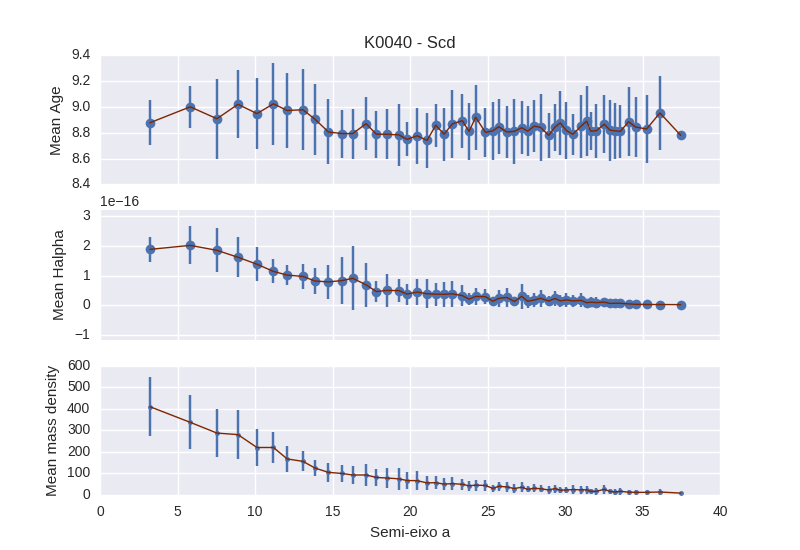 K0040 - Scd
Mean Age
9.4
9.2
9.0
8.8
8.6
8.4
1e−16
Mean Halpha
3
2
1
0
−1
Mean mass density
600
500
400
300
200
100
0
0 5 10 15 20 25 30 35 40
Semi-eixo a